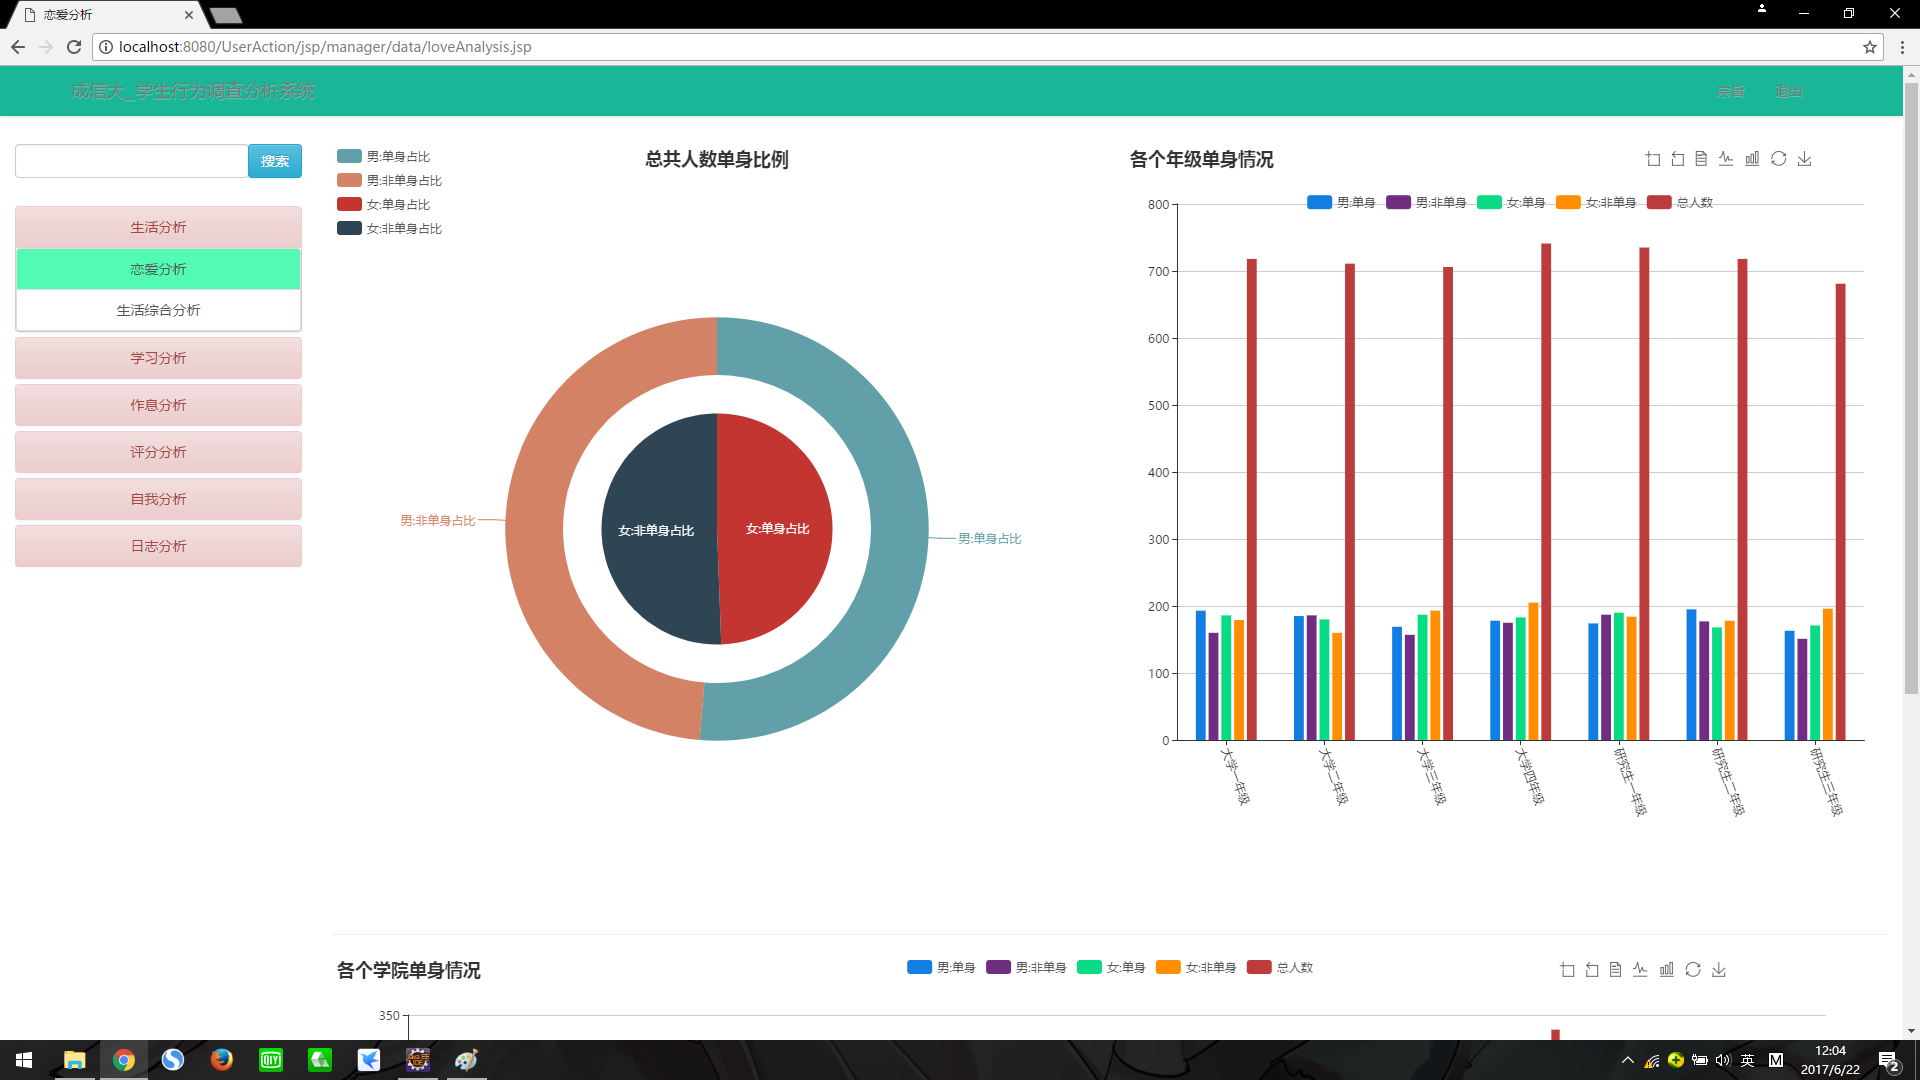 恋爱分析
localhost:8080/UserAction/jsp/manager/data/loveAnalysis.jsp
成信大_学生行为调查分析系统
退出
搜索
生活分析
恋爱分析
生活综合分析
学习分析
作息分析
评分分析
自我分析
日志分析
总共人数单身比例
男:单身占比
男:非单身占比
女:单身占比
女:非单身占比
男:非单身占比
女:非单身占比
女:单身占比
男:单身占比
各个年级单身情况
男:单身 男:非单身 女:单身 女:非单身 总人数
800
700
600
500
400
300
200
100
0
大学一年级 大学二年级 大学三年级 大学四年级 研究生一年级 研究生二年级 研究生三年级
各个学院单身情况
男:单身 男:非单身 女:单身 女:非单身 总人数
350
DIY
英
M
12:04
2017/6/22
2